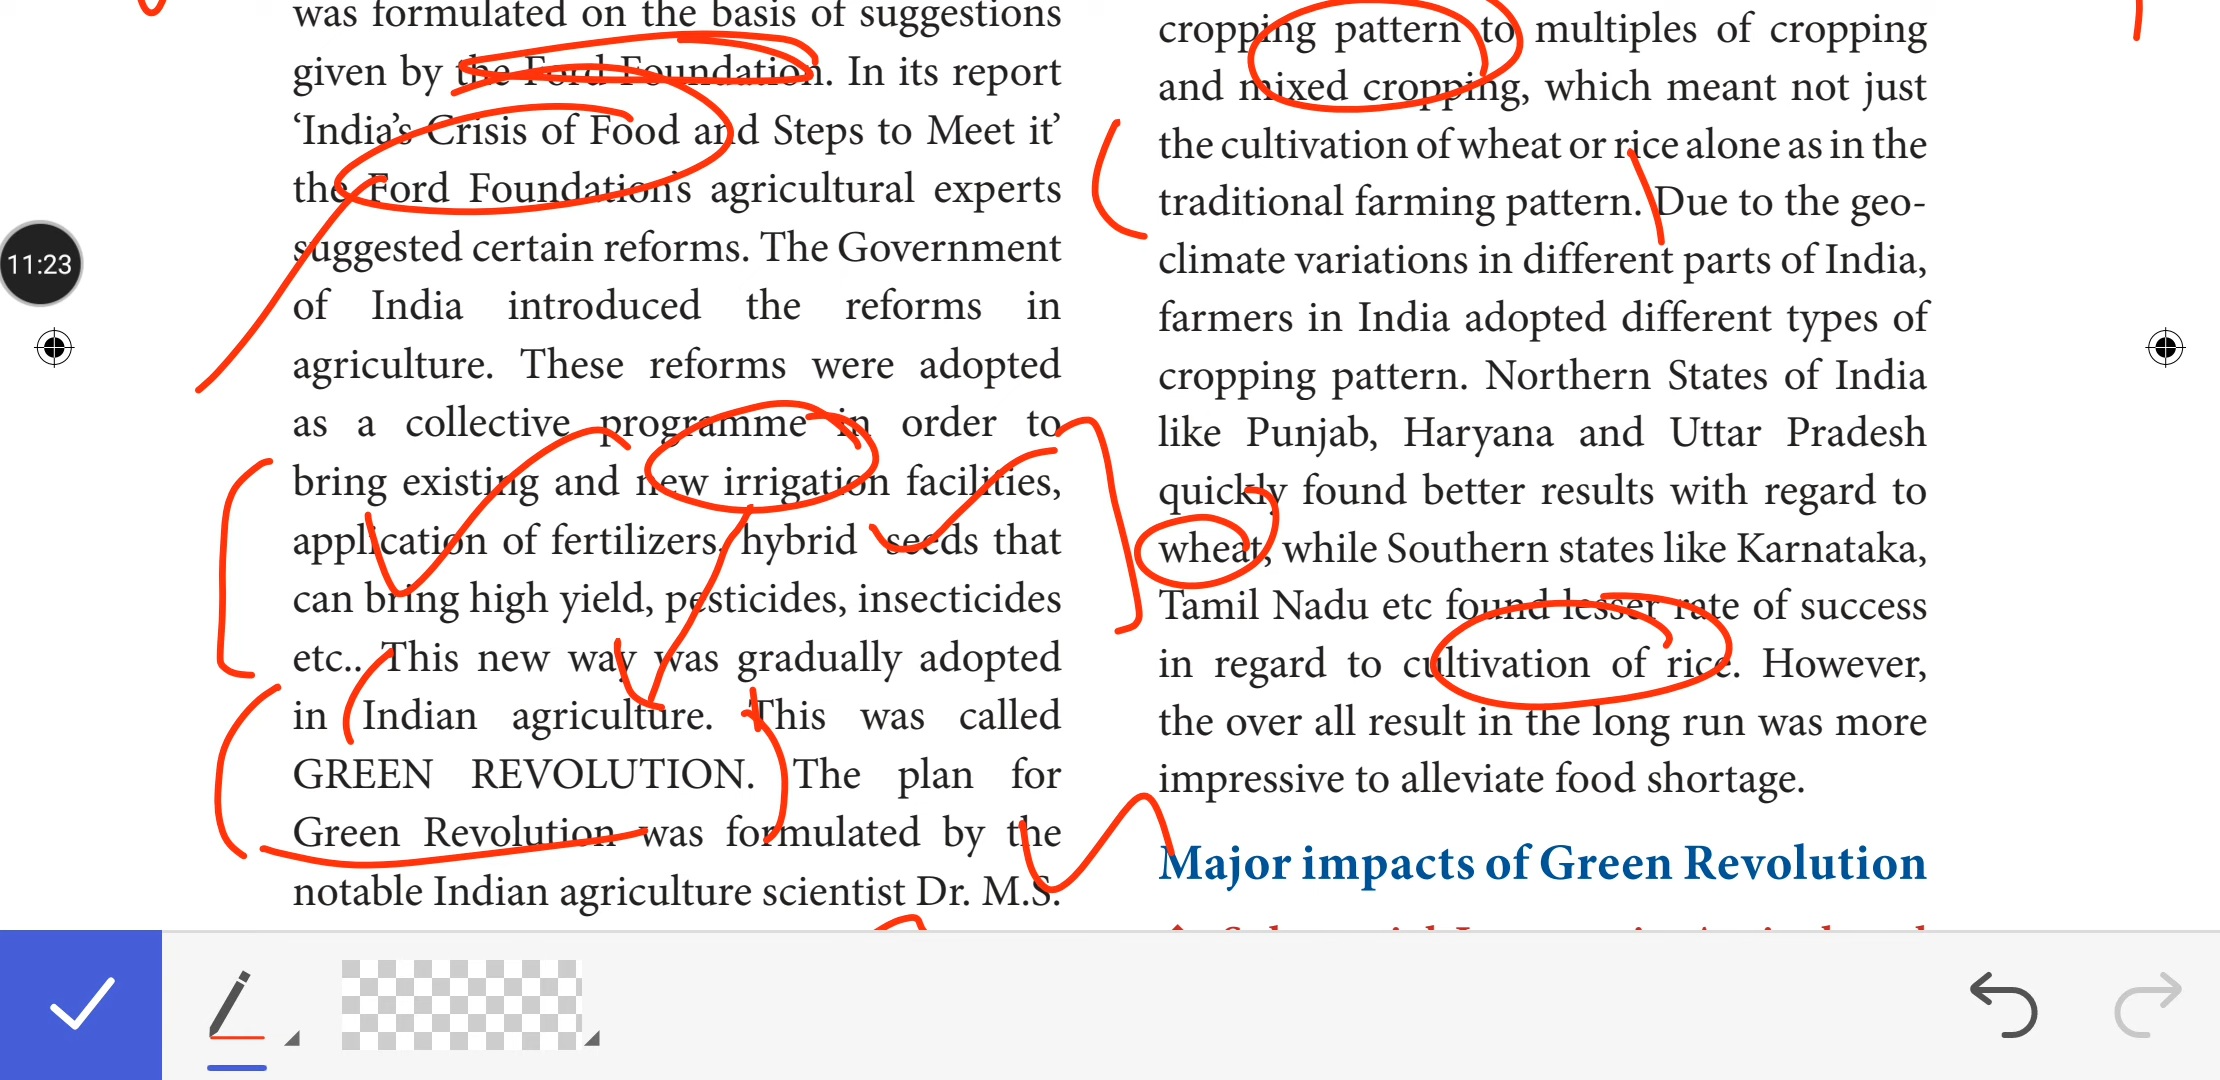 was formulated on the basis of suggestions
given by the Ford Foundation. In its report
‘India’s Crisis of Food and Steps to Meet it’
the Ford Foundation’s agricultural experts
suggested certain reforms. The Government
of India introduced the reforms in
agriculture. These reforms were adopted
as a collective programme in order to
bring existing and new irrigation facilities,
application of fertilizers, hybrid seeds that
can bring high yield, pesticides, insecticides
etc.. This new way was gradually adopted
in Indian agriculture. This was called
GREEN REVOLUTION. The plan for
Green Revolution was formulated by the
notable Indian agriculture scientist Dr. M.S.
cropping pattern to multiples of cropping
and mixed cropping, which meant not just
the cultivation of wheat or rice alone as in the
traditional farming pattern. Due to the geo-
climate variations in different parts of India,
farmers in India adopted different types of
cropping pattern. Northern States of India
like Punjab, Haryana and Uttar Pradesh
quickly found better results with regard to
wheat, while Southern states like Karnataka,
Tamil Nadu etc found lesser rate of success
in regard to cultivation of rice. However,
the over all result in the long run was more
impressive to alleviate food shortage.
Major impacts of Green Revolution
11:23